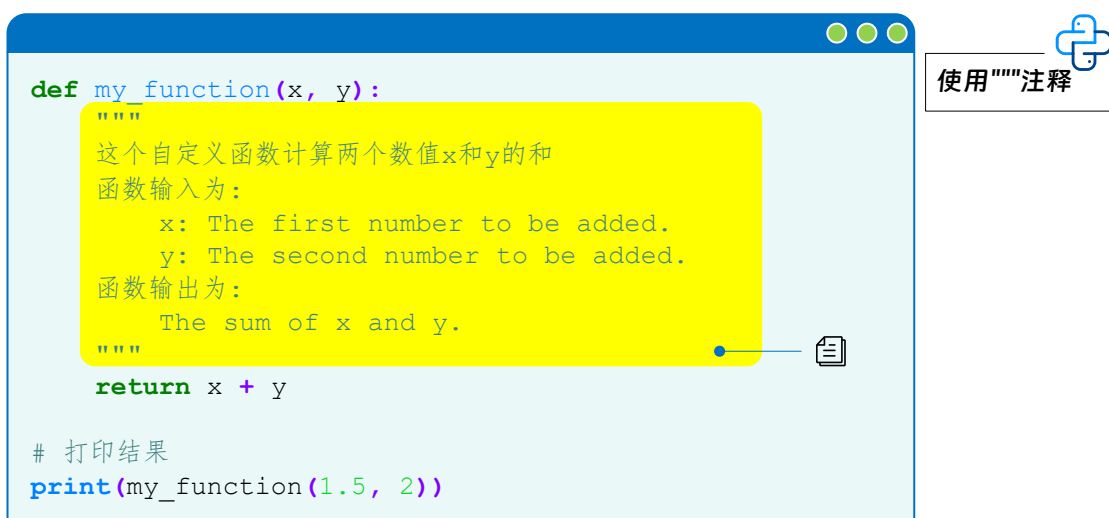 使用"""注释
def my_function(x, y):
    """
    这个自定义函数计算两个数值x和y的和
    函数输入为:
        x: The first number to be added.
        y: The second number to be added.
    函数输出为:
        The sum of x and y.
    """
    return x + y
# 打印结果
print(my_function(1.5, 2))